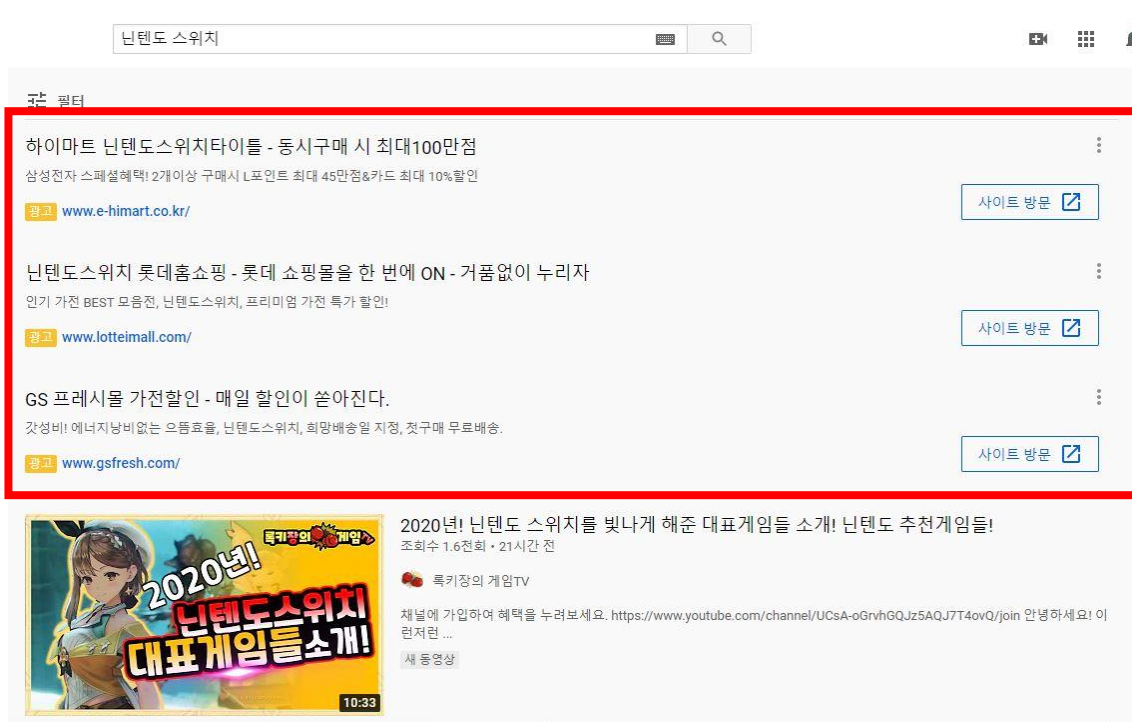 닌텐도 스위치
필터
하이마트 닌텐도스위치타이틀 - 동시구매 시 최대100만점
삼성전자 스페셜혜택! 2개이상 구매시 L포인트 최대 45만점&카드 최대 10%할인
광고 www.e-himart.co.kr/
사이트 방문
닌텐도스위치 롯데홈쇼핑 - 롯데 쇼핑몰을 한 번에 ON - 거품없이 누리자
인기 가전 BEST 모음전, 닌텐도스위치, 프리미엄 가전 특가 할인!
광고 www.lotteimall.com/
사이트 방문
GS 프레시몰 가전할인 - 매일 할인이 쏟아진다.
갓성비! 에너지낭비없는 으뜸효율, 닌텐도스위치, 희망배송일 지정, 첫구매 무료배송.
광고 www.gsfresh.com/
사이트 방문
록키장의 게임TV
2020년!
닌텐도스위치
대표게임들소개!
10:33
2020년! 닌텐도 스위치를 빛나게 해준 대표게임들 소개! 닌텐도 추천게임들!
조회수 1.6천회 • 21시간 전
록키장의 게임TV
채널에 가입하여 혜택을 누려보세요. https://www.youtube.com/channel/UCsA-oGrvhGQJz5AQJ7T4ovQ/join 안녕하세요! 이
런저런 ...
새 동영상